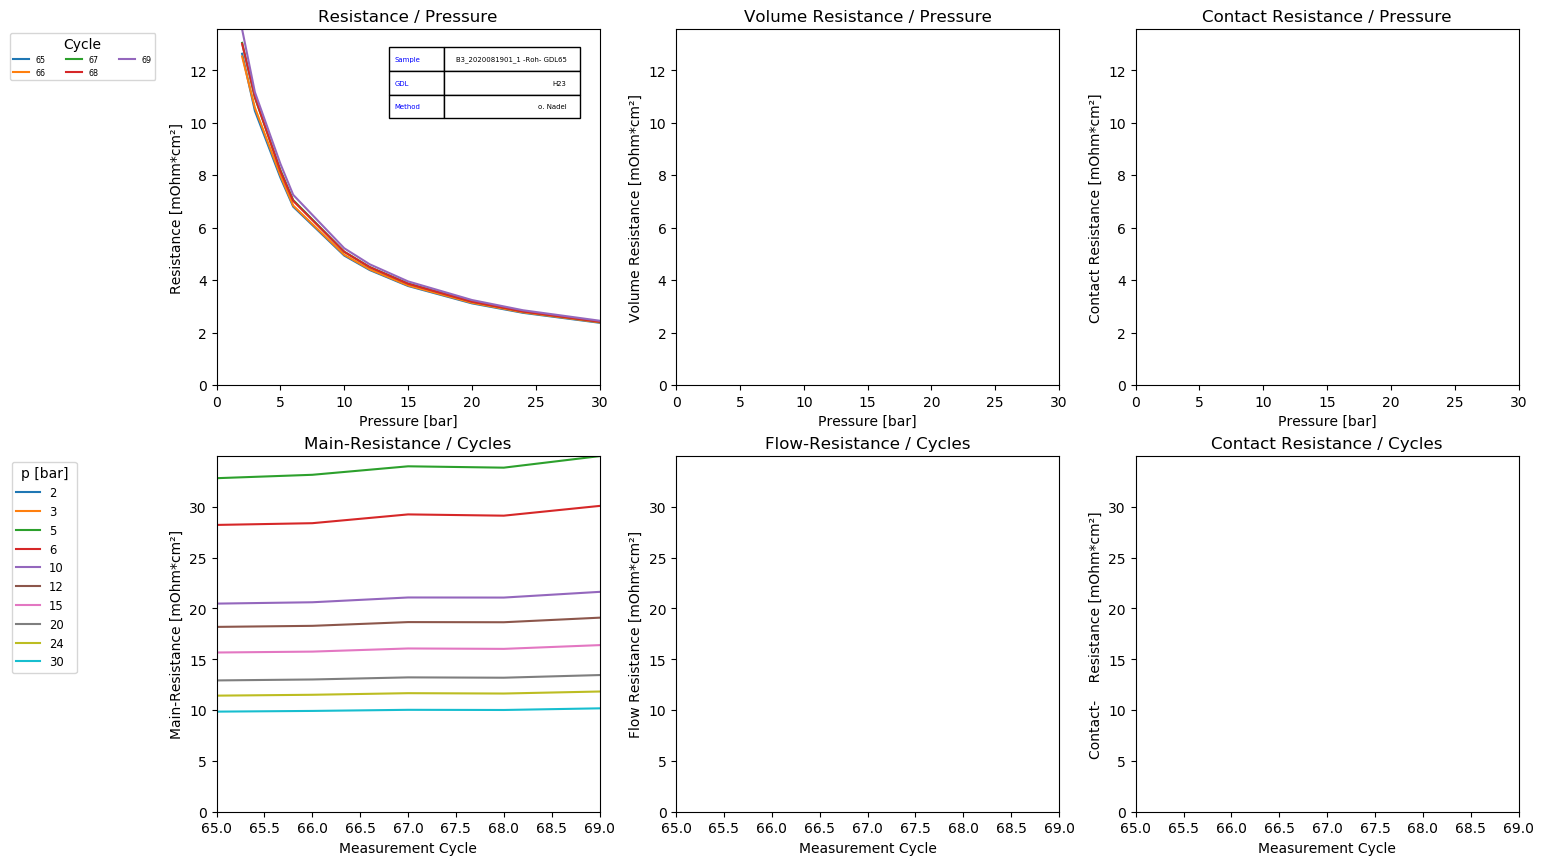 Resistance / Pressure
Volume Resistance / Pressure
Contact Resistance / Pressure
Cycle
65 67 69
66 68
Sample B3_2020081901_1 -Roh- GDL65
GDL H23
Method o. Nadel
Resistance [mOhm*cm²]
12
10
8
6
4
2
0
0 5 10 15 20 25 30
Pressure [bar]
Volume Resistance [mOhm*cm²]
12
10
8
6
4
2
0
0 5 10 15 20 25 30
Pressure [bar]
Contact Resistance [mOhm*cm²]
12
10
8
6
4
2
0
0 5 10 15 20 25 30
Pressure [bar]
Main-Resistance / Cycles
Flow-Resistance / Cycles
Contact Resistance / Cycles
p [bar]
2
3
5
6
10
12
15
20
24
30
Main-Resistance [mOhm*cm²]
30
25
20
15
10
5
0
65.0 65.5 66.0 66.5 67.0 67.5 68.0 68.5 69.0
Measurement Cycle
Flow Resistance [mOhm*cm²]
30
25
20
15
10
5
0
65.0 65.5 66.0 66.5 67.0 67.5 68.0 68.5 69.0
Measurement Cycle
Contact- Resistance [mOhm*cm²]
30
25
20
15
10
5
0
65.0 65.5 66.0 66.5 67.0 67.5 68.0 68.5 69.0
Measurement Cycle